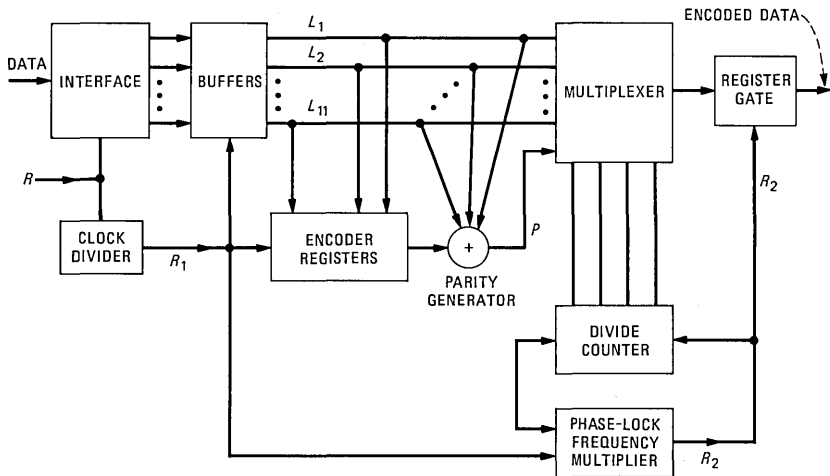 ENCODED DATA
DATA
INTERFACE
BUFFERS
L1
L2
L11
MULTIPLEXER
REGISTER
GATE
R
CLOCK
DIVIDER
R1
ENCODER
REGISTERS
+
PARITY
GENERATOR
P
R2
DIVIDE
COUNTER
PHASE-LOCK
FREQUENCY
MULTIPLIER
R2